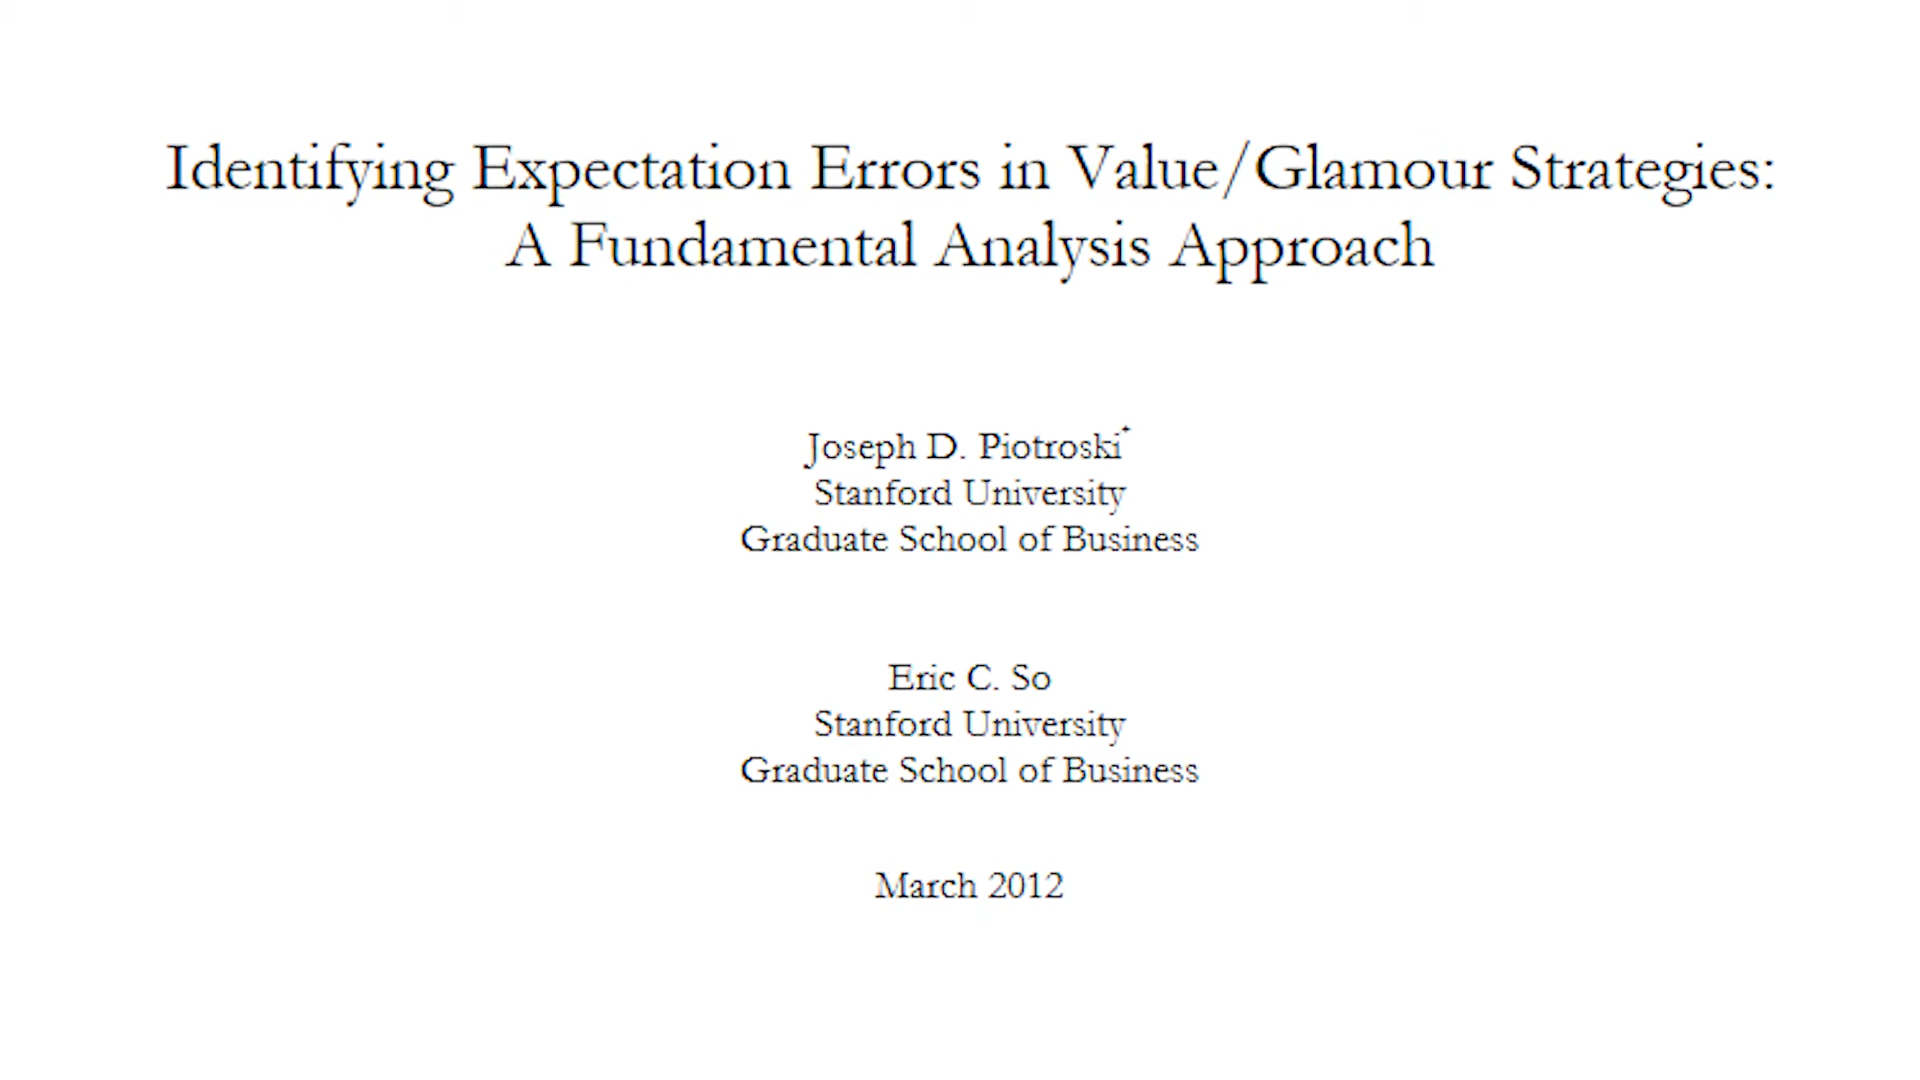 Identifying Expectation Errors in Value/Glamour Strategies:
A Fundamental Analysis Approach
Joseph D. Piotroski*
Stanford University
Graduate School of Business
Eric C. So
Stanford University
Graduate School of Business
March 2012